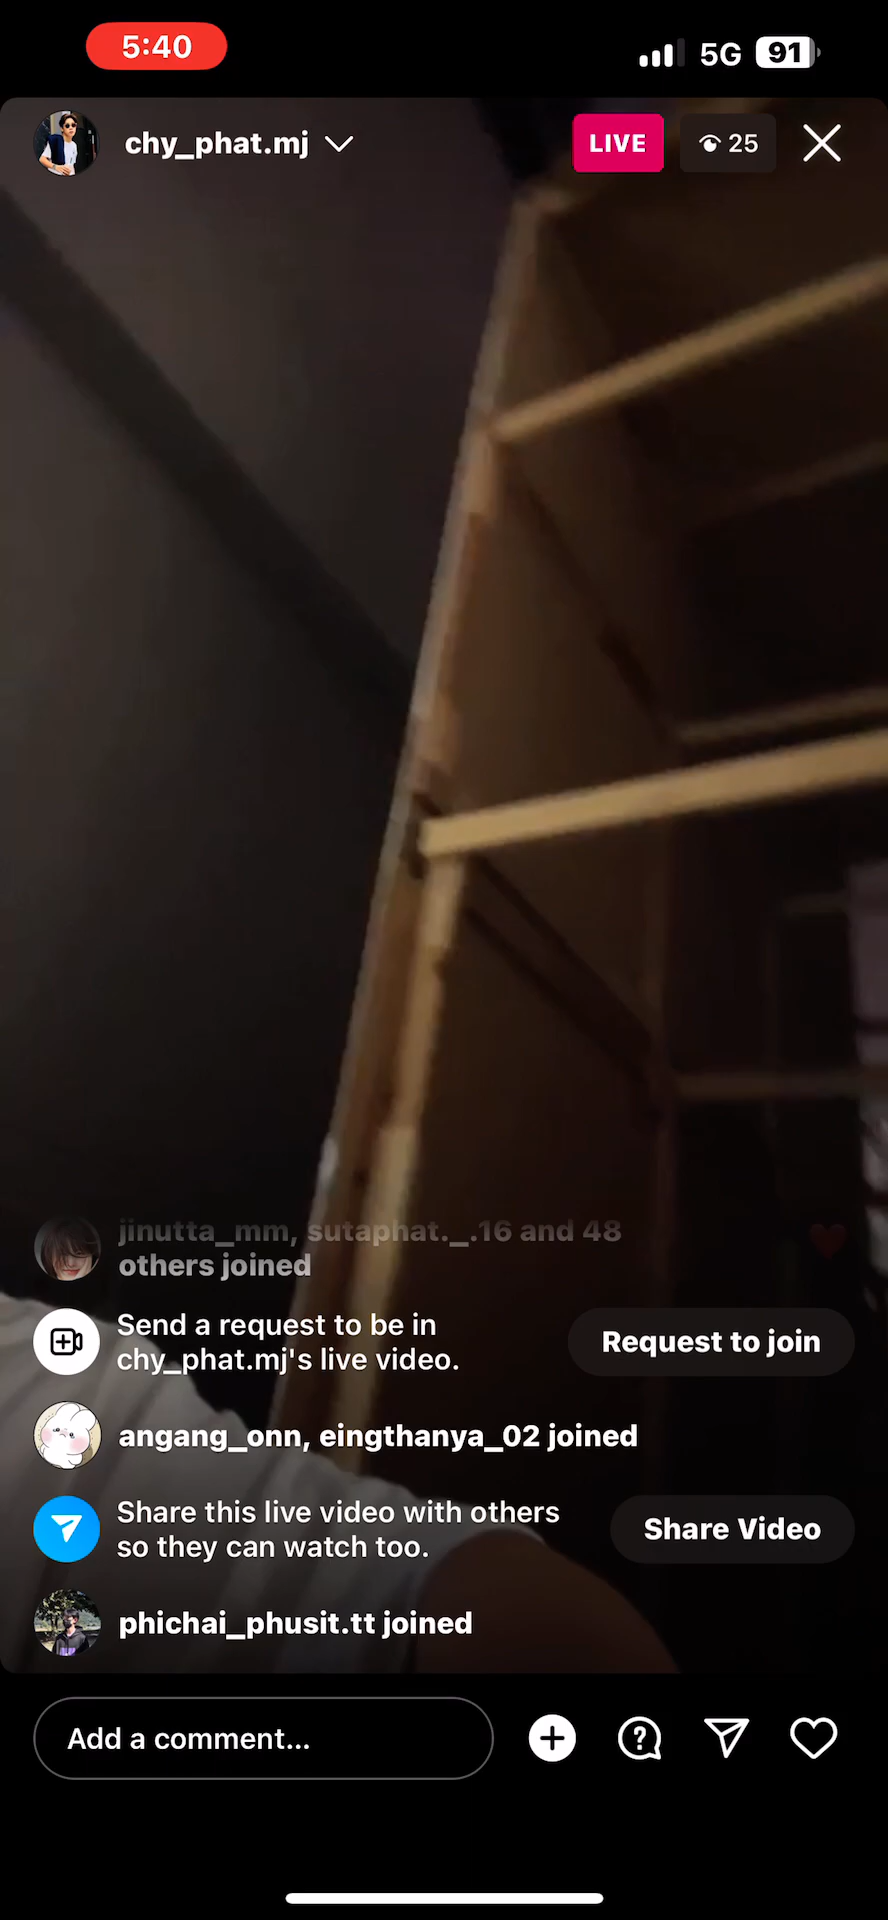 5:40
5G 91
chy_phat.mj
LIVE
25
jinutta_mm, sutaphat._.16 and 48
others joined
Send a request to be in
chy_phat.mj's live video.
Request to join
angang_onn, eingthanya_02 joined
Share this live video with others
so they can watch too.
Share Video
phichai_phusit.tt joined
Add a comment...